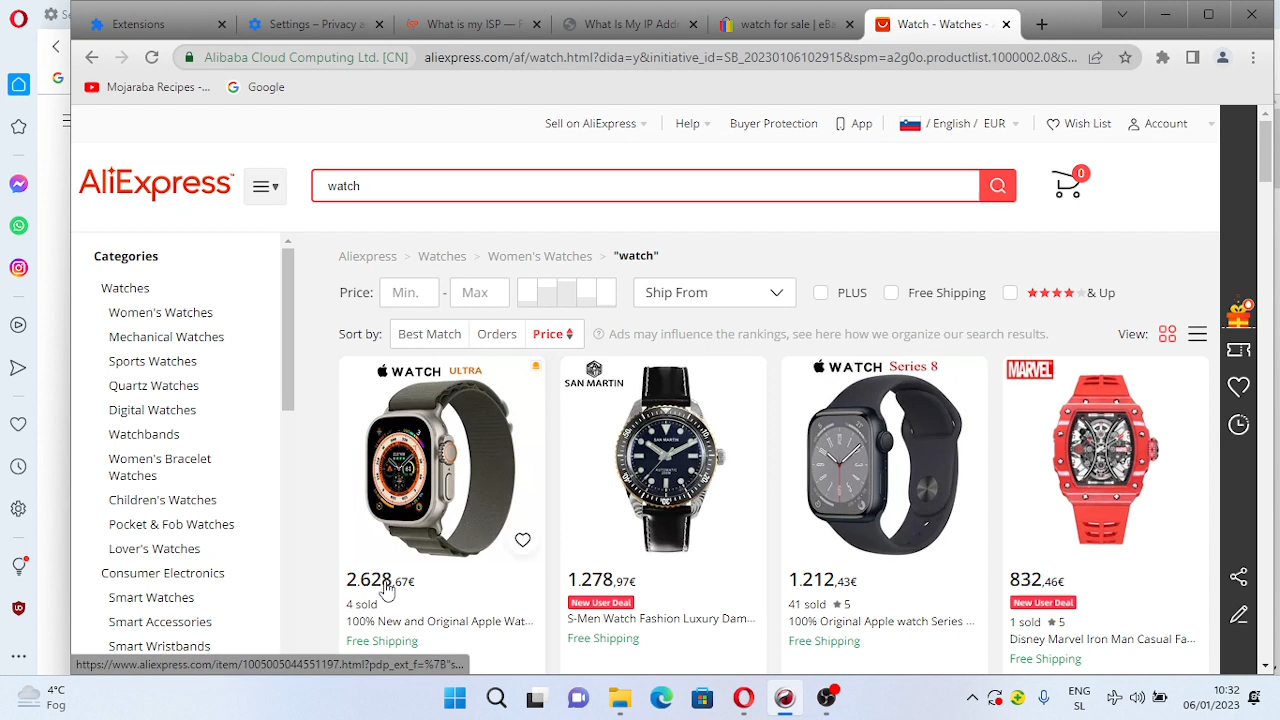 Extensions
Settings – Privacy a
What is my ISP — F
What Is My IP Addr
watch for sale | eBa
Watch - Watches -
Alibaba Cloud Computing Ltd. [CN]
aliexpress.com/af/watch.html?dida=y&initiative_id=SB_20230106102915&spm=a2g0o.productlist.1000002.0&S...
Mojaraba Recipes -...
Google
Sell on AliExpress
Help
Buyer Protection
App
/ English / EUR
Wish List
Account
AliExpress
watch
0
Categories
Watches
Women's Watches
Mechanical Watches
Sports Watches
Quartz Watches
Digital Watches
Watchbands
Women's Bracelet
Watches
Children's Watches
Pocket & Fob Watches
Lover's Watches
Consumer Electronics
Smart Watches
Smart Accessories
Smart Wristbands
Aliexpress > Watches > Women's Watches > "watch"
Price: Min. - Max
Ship From
PLUS
Free Shipping
& Up
Sort by: Best Match Orders Price
Ads may influence the rankings, see here how we organize our search results.
View:
WATCH ULTRA
2.628,67€
4 sold
100% New and Original Apple Wat...
Free Shipping
SAN MARTIN
SAN MARTIN
AUTOMATIC
1.278,97€
New User Deal
S-Men Watch Fashion Luxury Dam...
Free Shipping
WATCH Series 8
1.212,43€
41 sold ★ 5
100% Original Apple watch Series ...
Free Shipping
MARVEL
832,46€
New User Deal
1 sold ★ 5
Disney Marvel Iron Man Casual Fa...
Free Shipping
https://www.aliexpress.com/item/1005005044551197.html?pdp_ext_f=%7B"s...
4°C
Fog
ENG
SL
10:32
06/01/2023